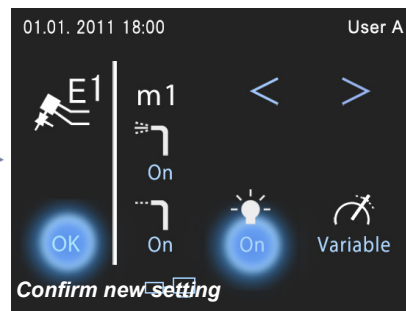 01.01. 2011 18:00 User A
E1
m1
< >
On
OK
On
On
Variable
Confirm new setting